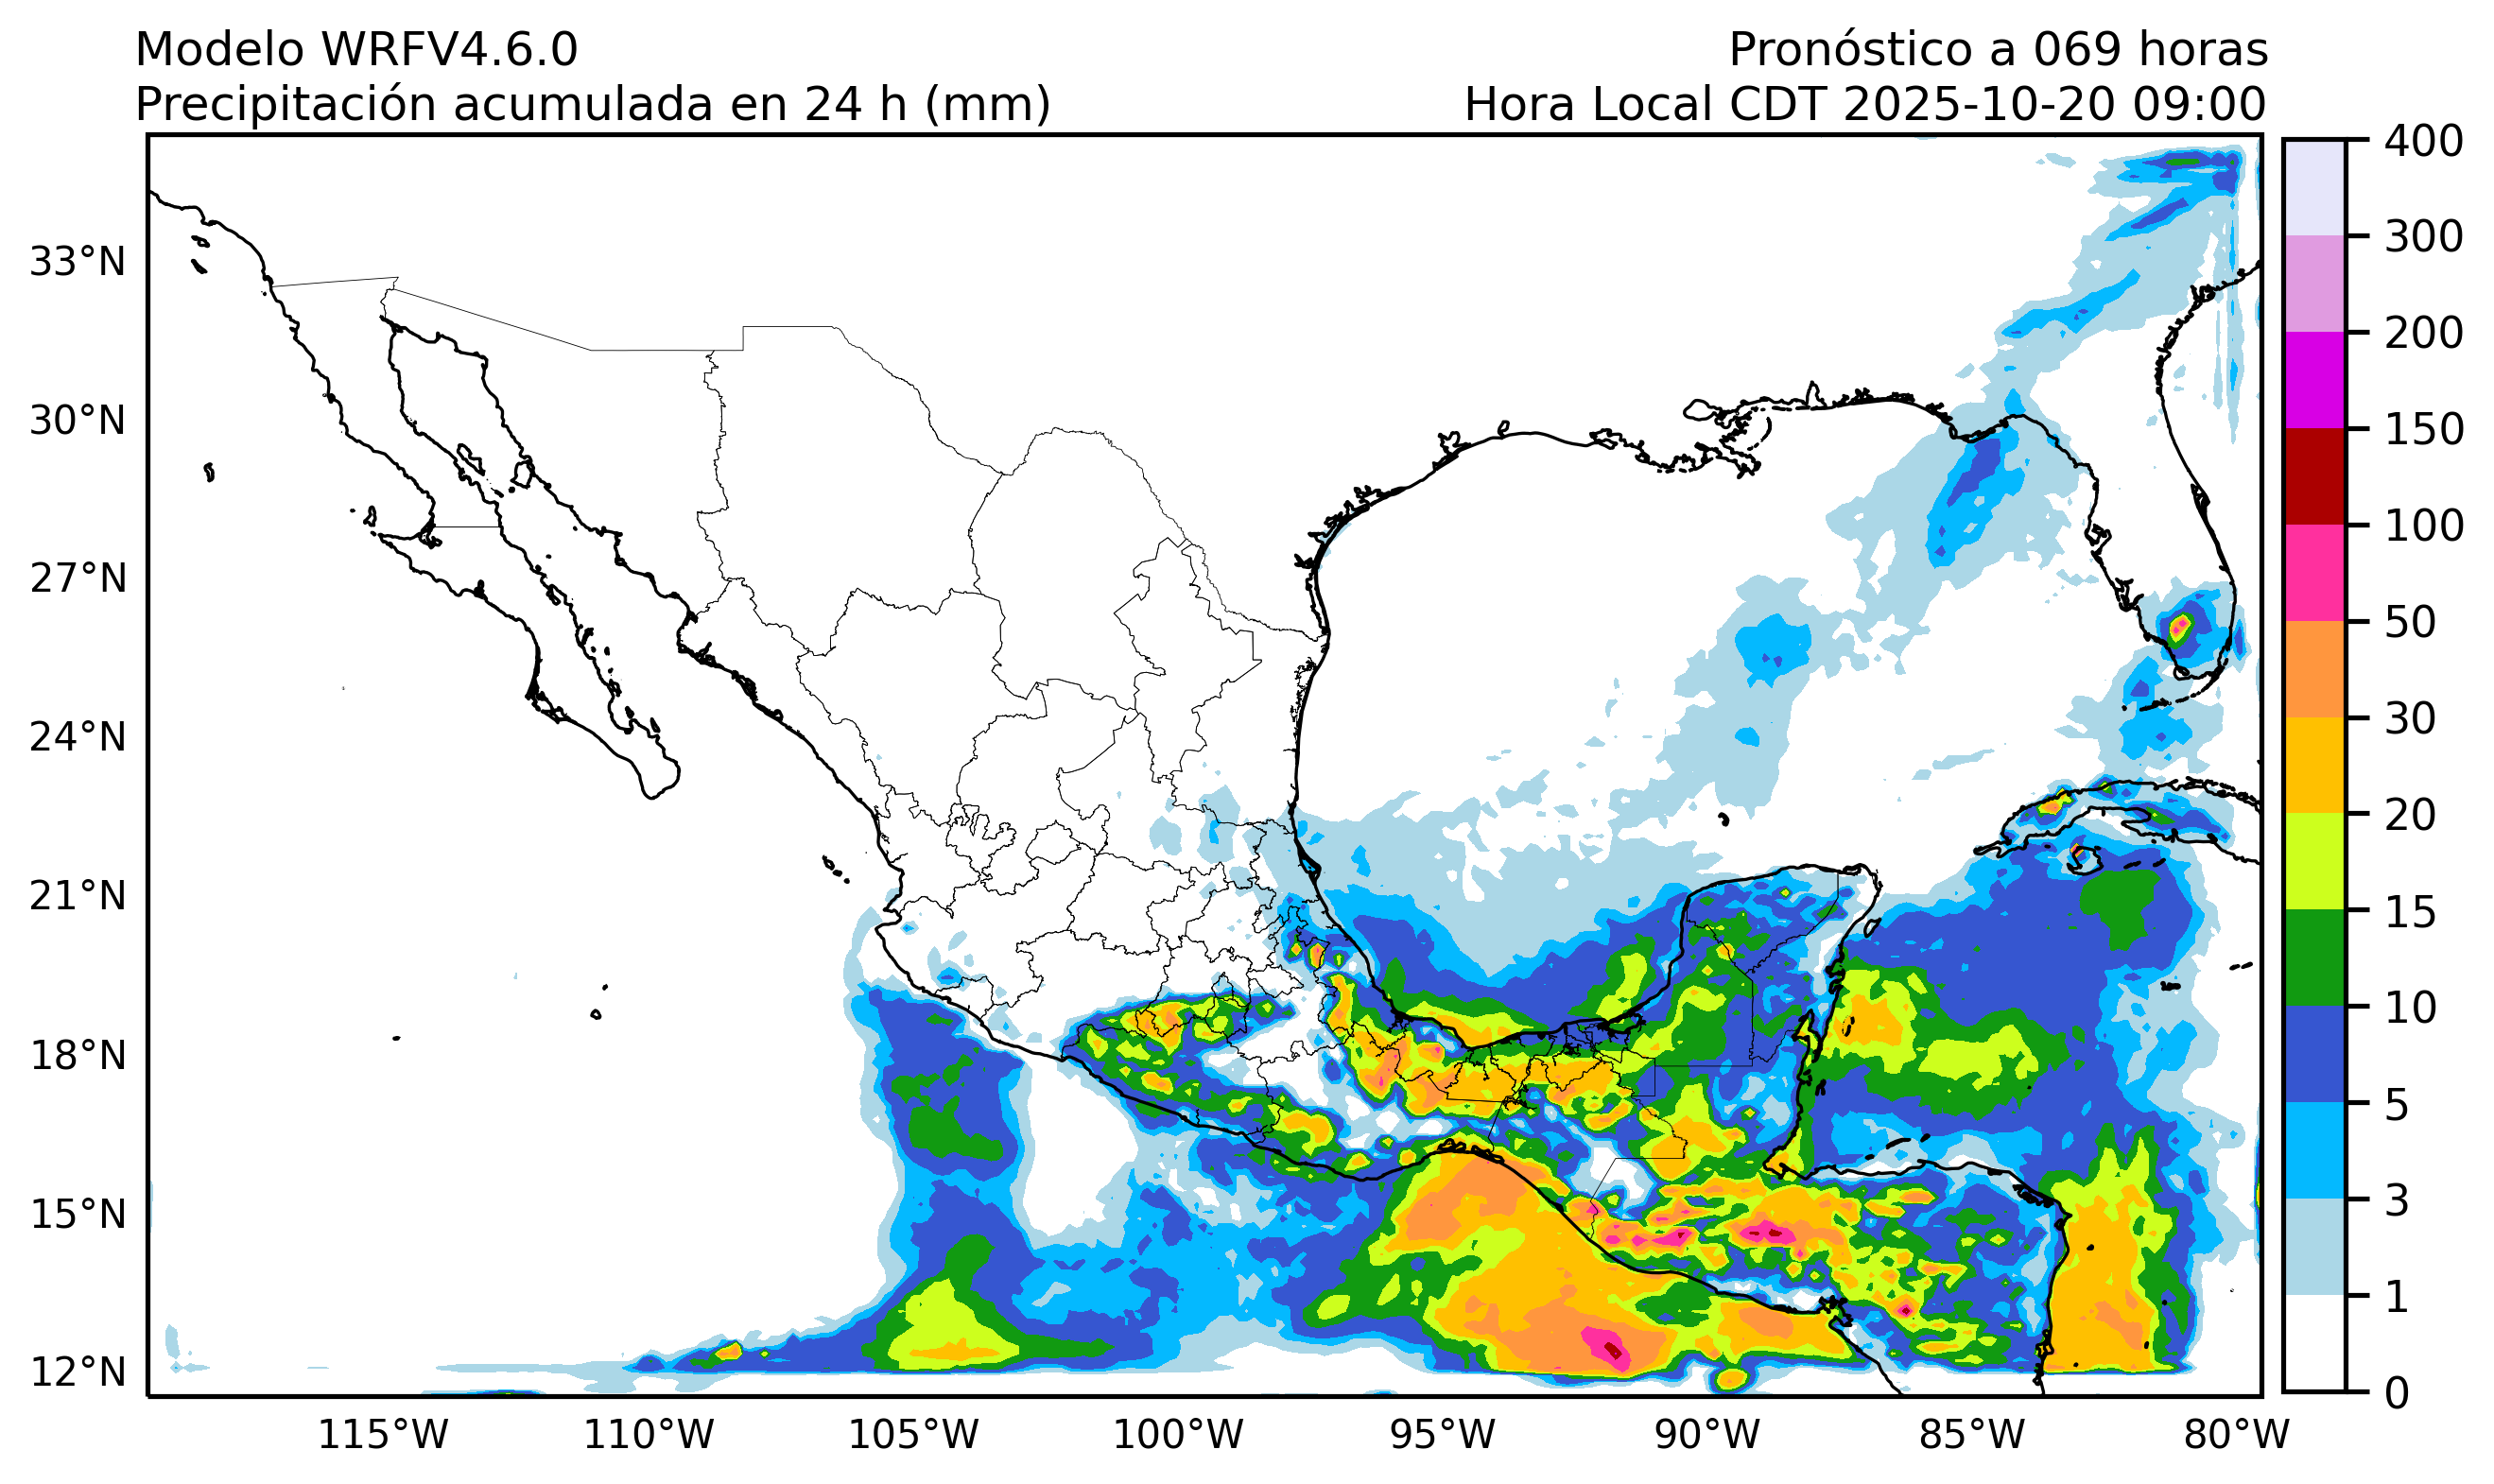 Modelo WRFV4.6.0
Pronóstico a 069 horas
Precipitación acumulada en 24 h (mm)
Hora Local CDT 2025-10-20 09:00
33°N
30°N
27°N
24°N
21°N
18°N
15°N
12°N
115°W
110°W
105°W
100°W
95°W
90°W
85°W
80°W
400
300
200
150
100
50
30
20
15
10
5
3
1
0